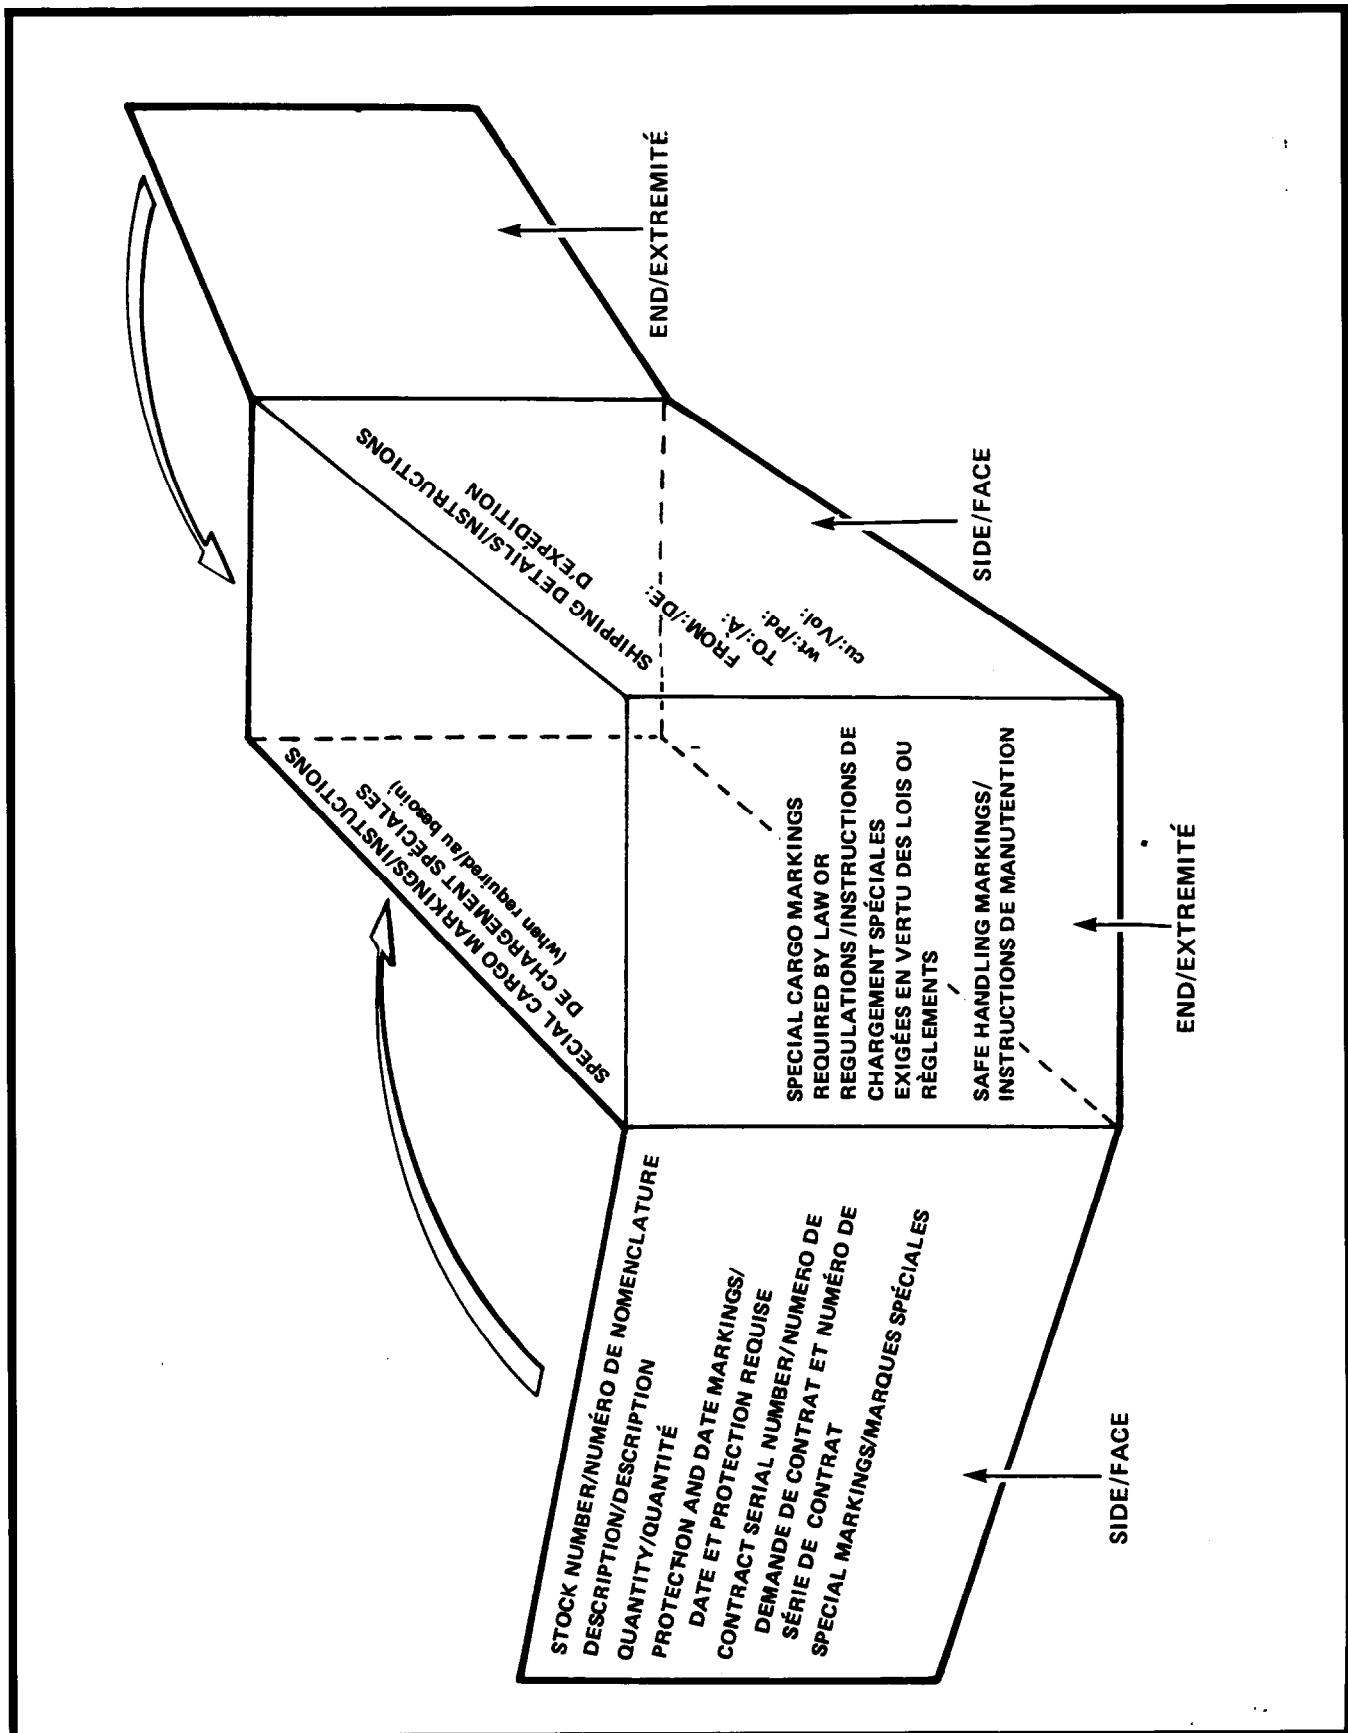 STOCK NUMBER/NUMÉRO DE NOMENCLATURE
DESCRIPTION/DESCRIPTION
QUANTITY/QUANTITÉ
PROTECTION AND DATE MARKINGS/
DATE ET PROTECTION REQUISE
CONTRACT SERIAL NUMBER/NUMERO DE
DEMANDE DE CONTRAT ET NUMÉRO DE
SÉRIE DE CONTRAT
SPECIAL MARKINGS/MARQUES SPÉCIALES
SIDE/FACE
SPECIAL CARGO MARKINGS/INSTUCTIONS
DE CHARGEMENT SPÉCIALES
(when required/au besoin)
SPECIAL CARGO MARKINGS
REQUIRED BY LAW OR
REGULATIONS/INSTRUCTIONS DE
CHARGEMENT SPÉCIALES
EXIGÉES EN VERTU DES LOIS OU
RÈGLEMENTS
SAFE HANDLING MARKINGS/
INSTRUCTIONS DE MANUTENTION
END/EXTREMITÉ
SHIPPING DETAILS/INSTRUCTIONS
D'EXPÉDITION
FROM:/DE:
TO:/À:
wt:/Pd:
cu:/Vol:
SIDE/FACE
END/EXTREMITÉ